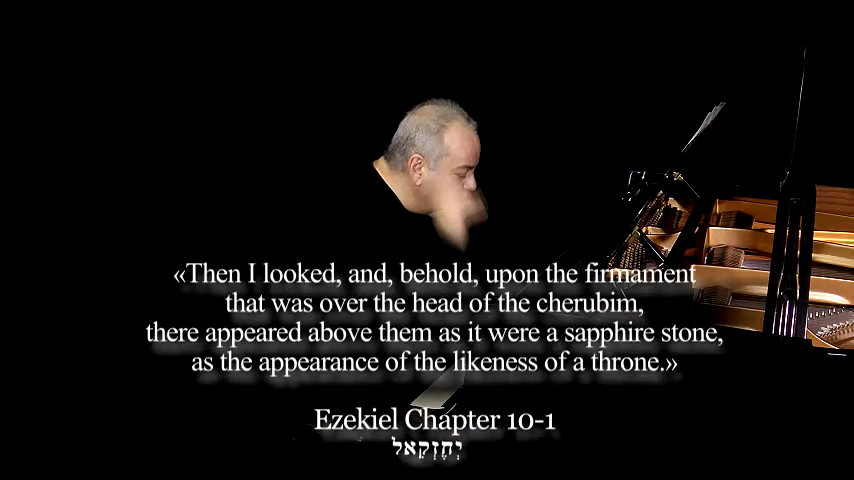 «Then I looked, and, behold, upon the firmament
that was over the head of the cherubim,
there appeared above them as it were a sapphire stone,
as the appearance of the likeness of a throne.»
Ezekiel Chapter 10-1
יְחֶזְקֵאל